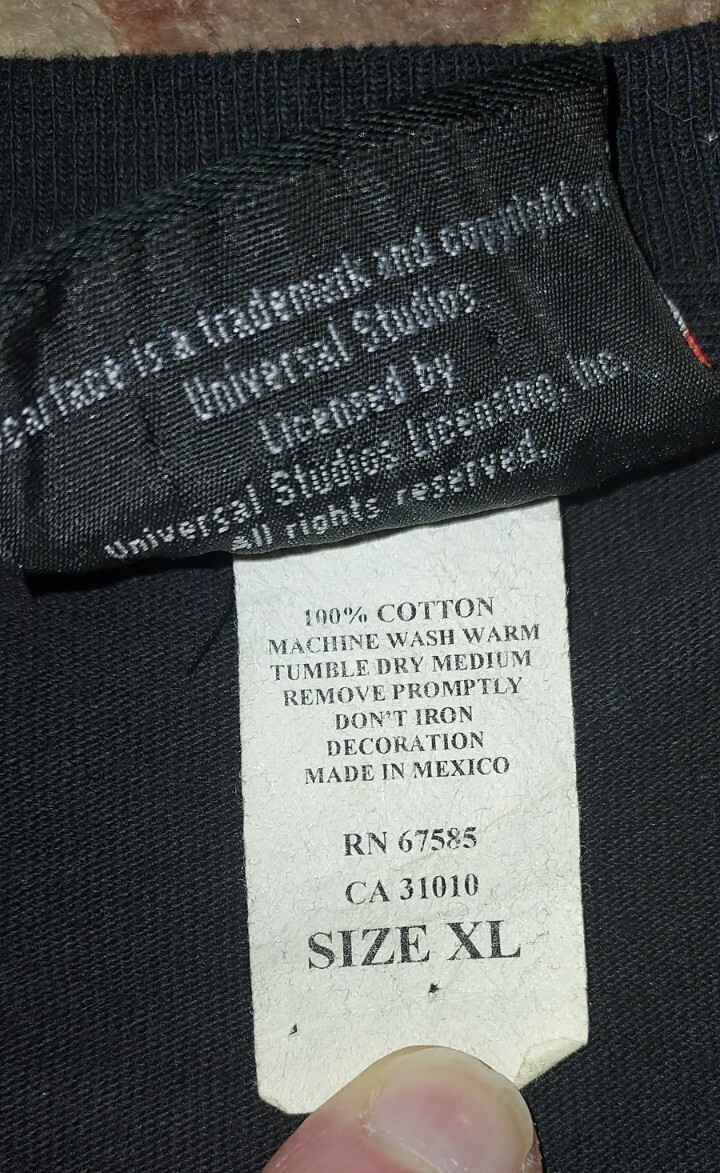 Scarface is a trademark and copyright of
Universal Studios
Licensed by
Universal Studios Licensing, Inc.
All rights reserved.
100% COTTON
MACHINE WASH WARM
TUMBLE DRY MEDIUM
REMOVE PROMPTLY
DON'T IRON
DECORATION
MADE IN MEXICO
RN 67585
CA 31010
SIZE XL